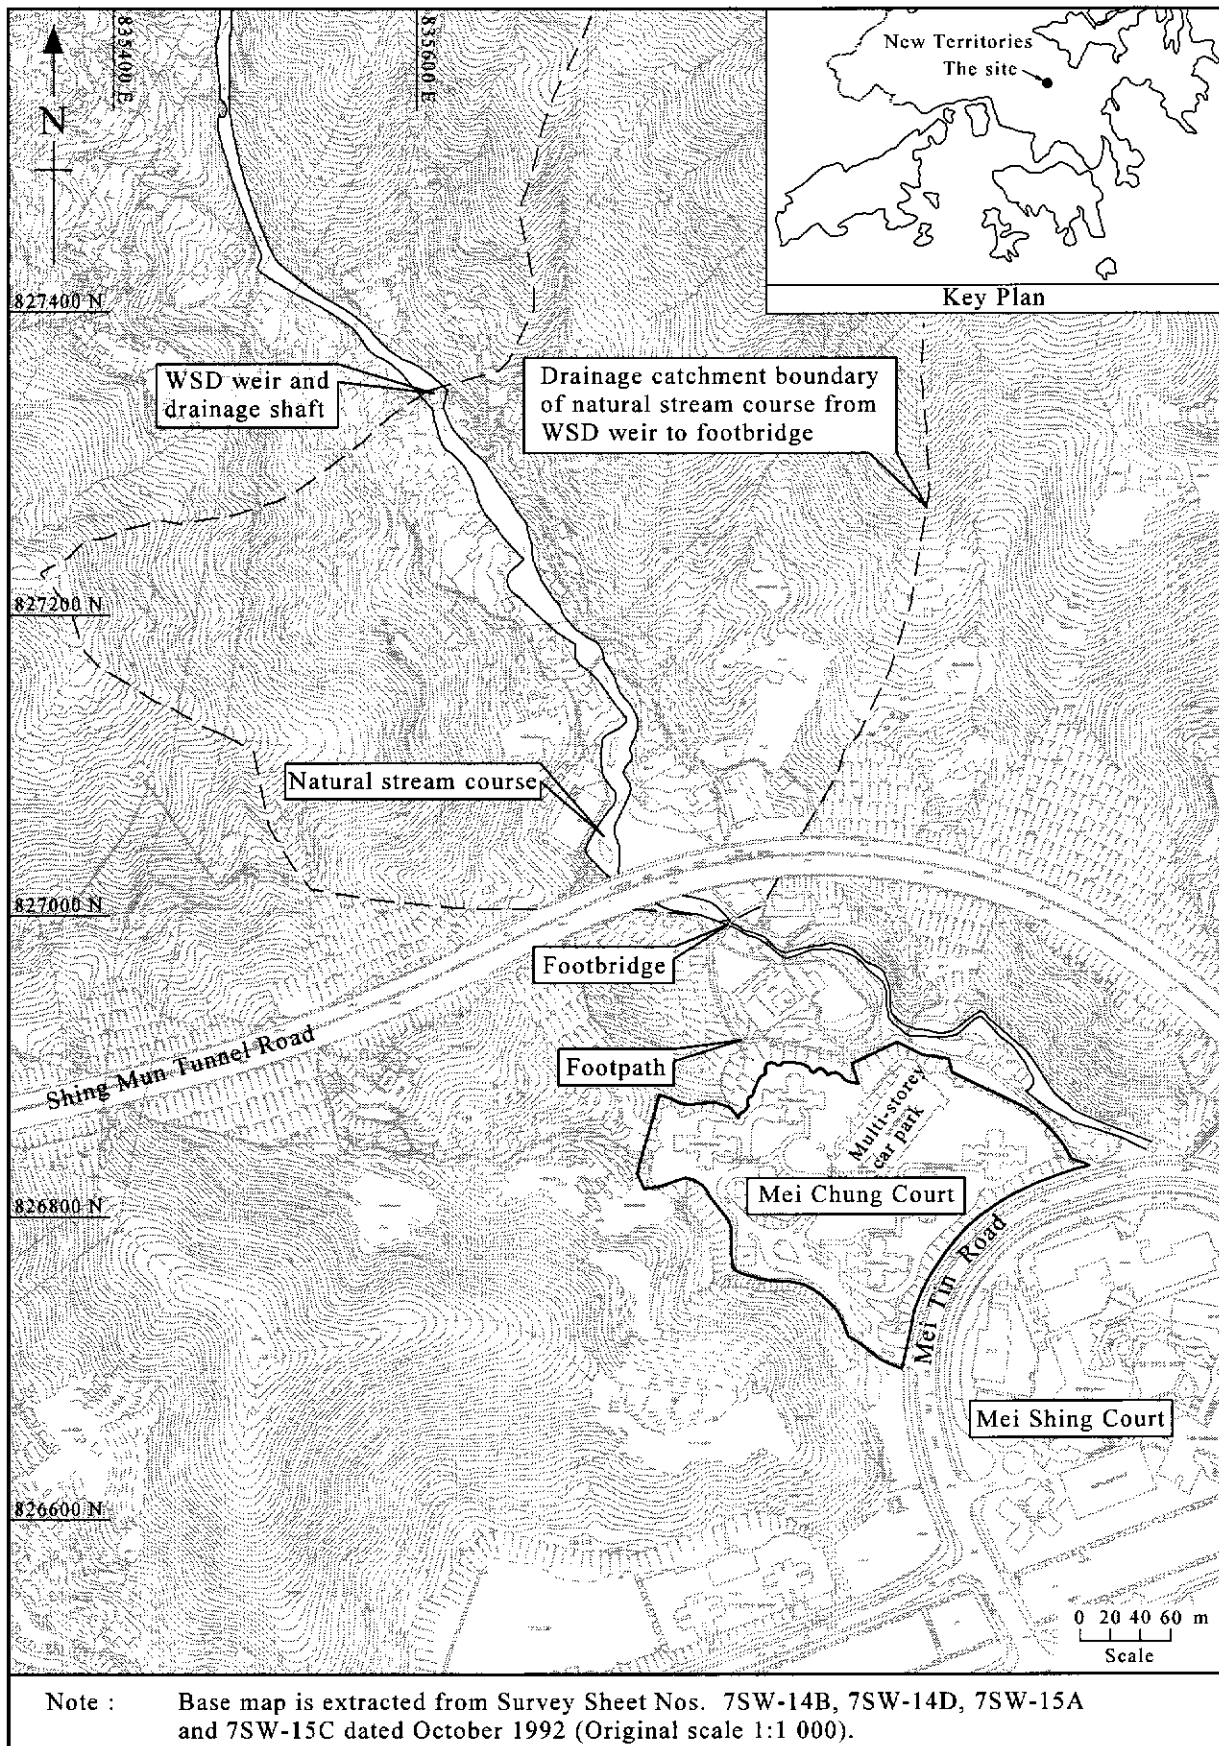 835400 E
835600 E
N
New Territories
The site
Key Plan
827400 N
WSD weir and
drainage shaft
Drainage catchment boundary
of natural stream course from
WSD weir to footbridge
827200 N
Natural stream course
827000 N
Footbridge
Shing Mun Tunnel Road
Footpath
Multi-storey
car park
Mei Chung Court
826800 N
Mei Tin Road
Mei Shing Court
826600 N
0 20 40 60 m
Scale
Note : Base map is extracted from Survey Sheet Nos. 7SW-14B, 7SW-14D, 7SW-15A
and 7SW-15C dated October 1992 (Original scale 1:1 000).